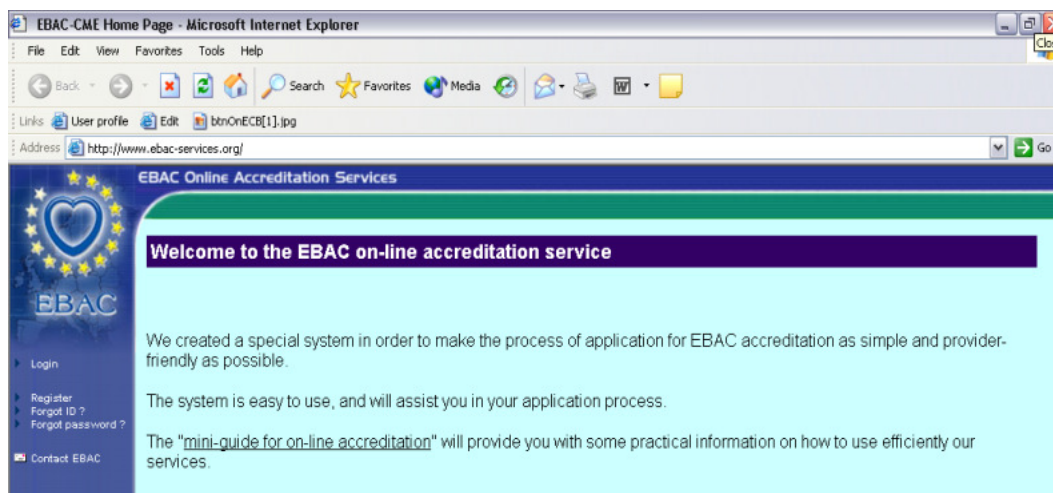 EBAC-CME Home Page - Microsoft Internet Explorer
File Edit View Favorites Tools Help
Back Search Favorites Media
Links User profile Edit btnOnECB[1].jpg
Address http://www.ebac-services.org/ Go
EBAC Online Accreditation Services
Welcome to the EBAC on-line accreditation service
EBAC
We created a special system in order to make the process of application for EBAC accreditation as simple and provider-
friendly as possible.
Login
Register
Forgot ID ?
Forgot password ?
Contact EBAC
The system is easy to use, and will assist you in your application process.
The "mini-guide for on-line accreditation" will provide you with some practical information on how to use efficiently our
services.